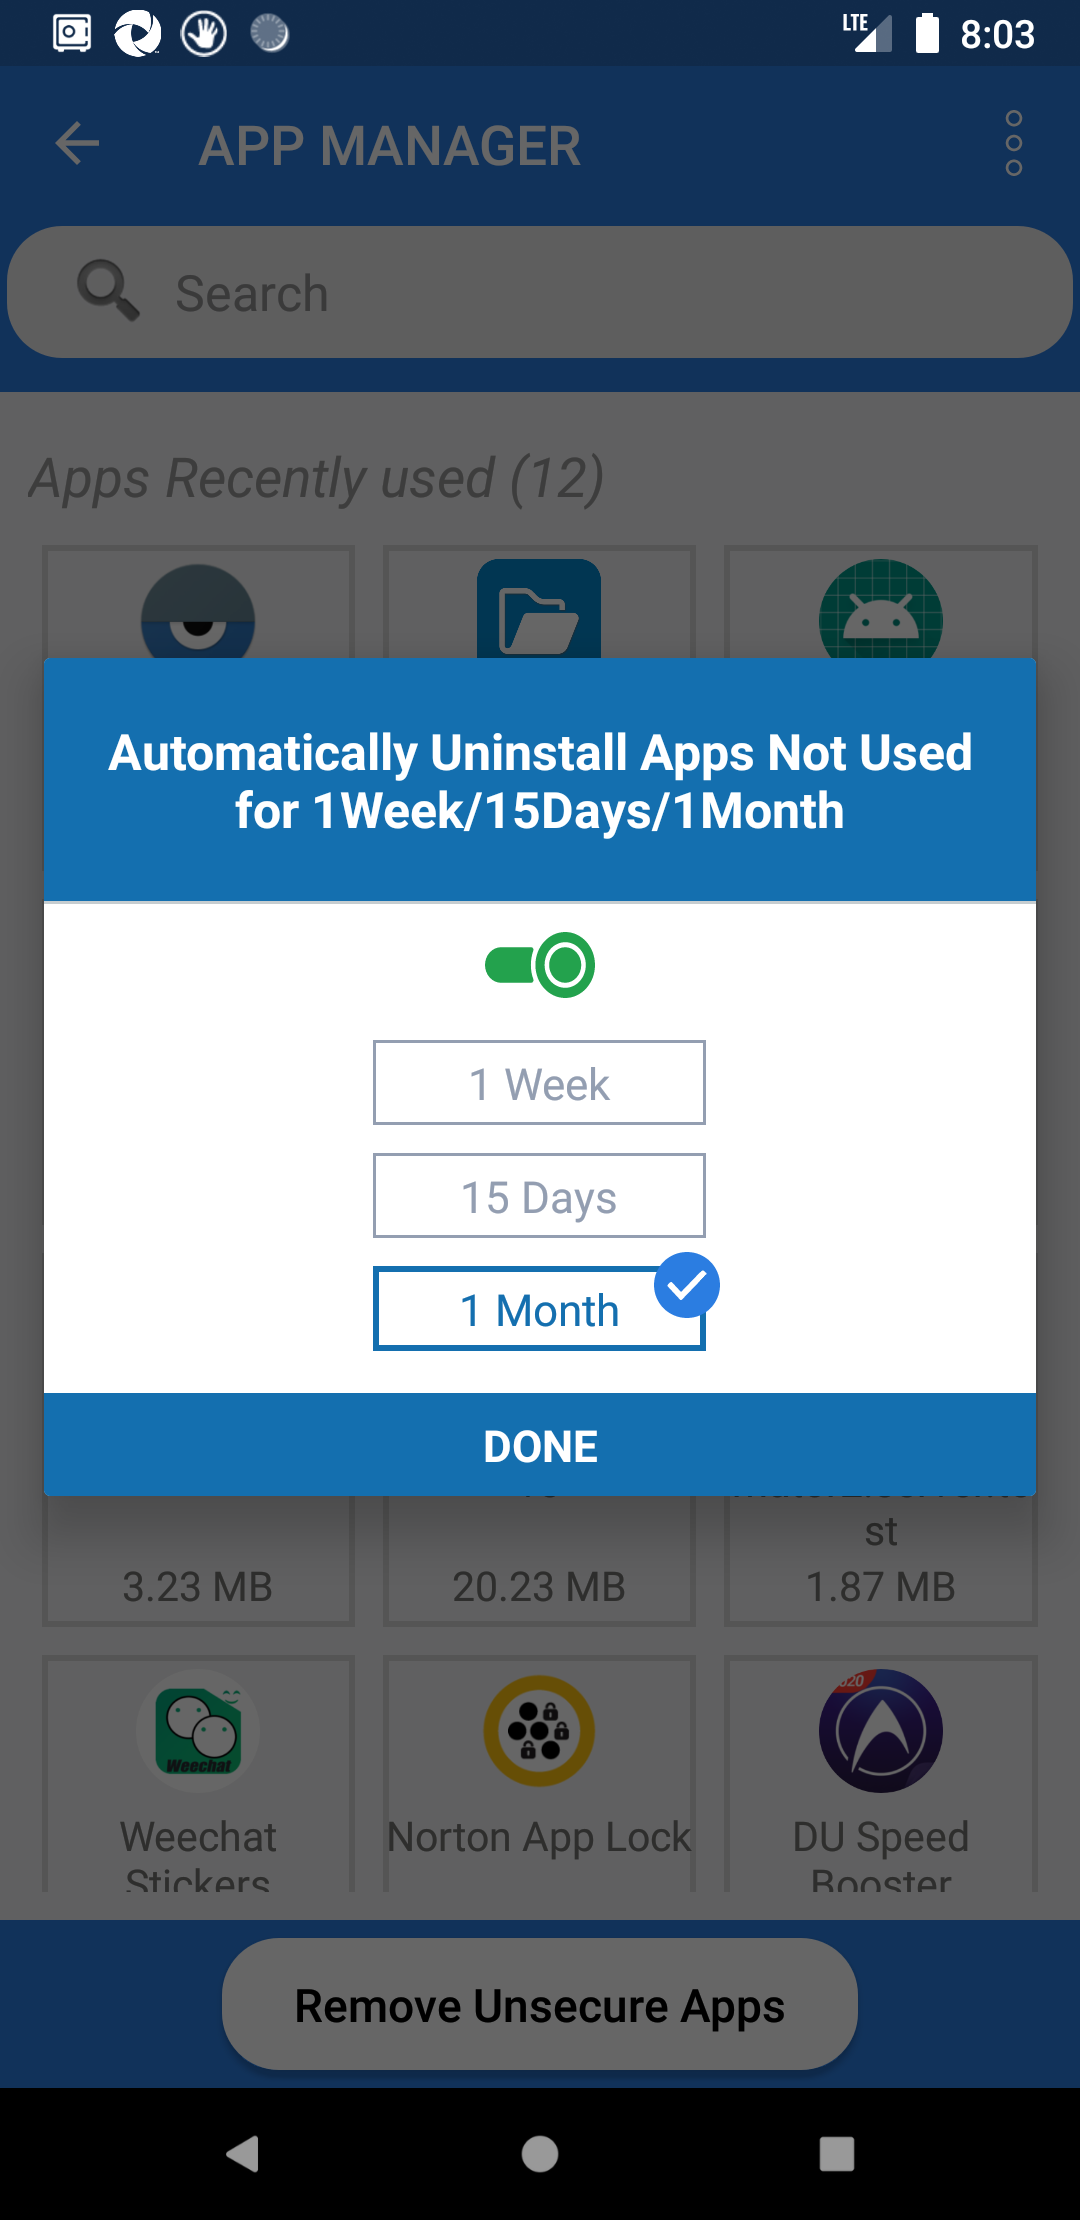 LTE 8:03
APP MANAGER
Search
Apps Recently used (12)
Automatically Uninstall Apps Not Used
for 1Week/15Days/1Month
1 Week
15 Days
1 Month
DONE
st
3.23 MB 20.23 MB 1.87 MB
Weechat
020
Weechat Norton App Lock DU Speed
Stickers Booster
Remove Unsecure Apps